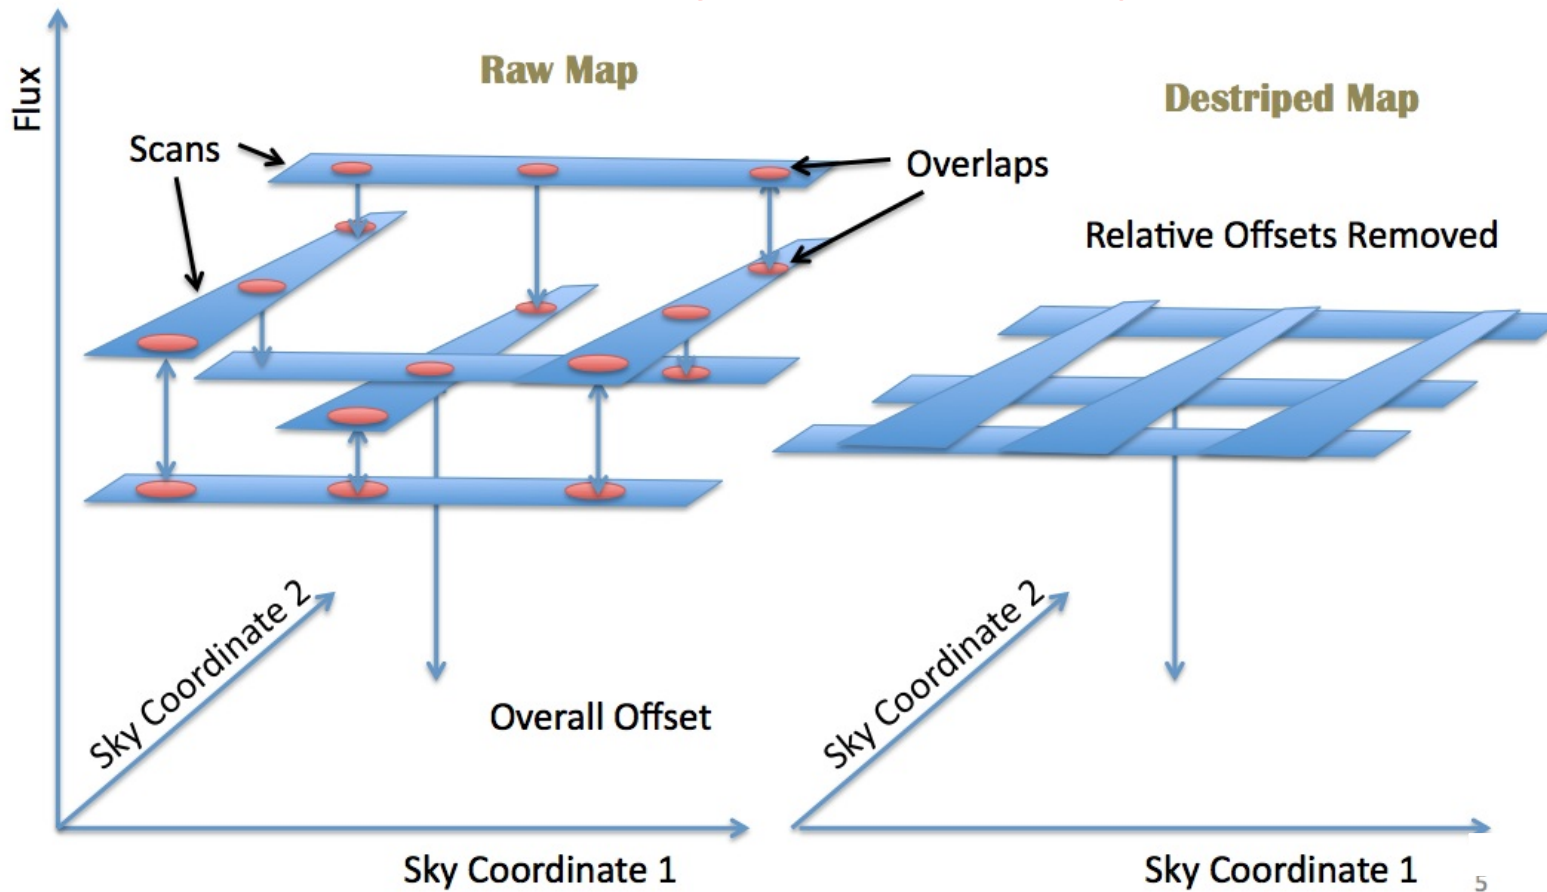 Raw Map
Destriped Map
Flux
Scans
Overlaps
Relative Offsets Removed
Sky Coordinate 2
Sky Coordinate 2
Overall Offset
Sky Coordinate 1
Sky Coordinate 1
5